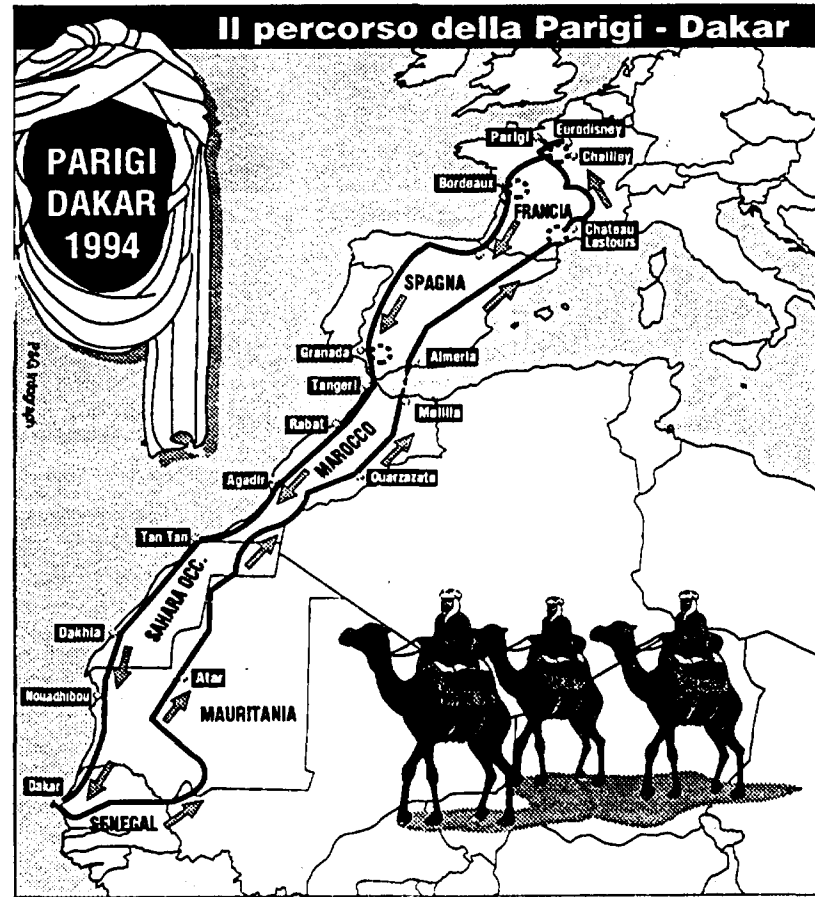 Il percorso della Parigi - Dakar
PARIGI
DAKAR
1994
Parigi
Eurodisney
Chailley
Bordeaux
FRANCIA
Chateau
Lastours
SPAGNA
Granada
Almeria
Tangeri
Melilla
Rabat
MAROCCO
Agadir
Ouarzazate
Tan Tan
SAHARA OCC.
Dakhla
Atar
Nouadhibou
MAURITANIA
Dakar
SENEGAL
P&G Infograph